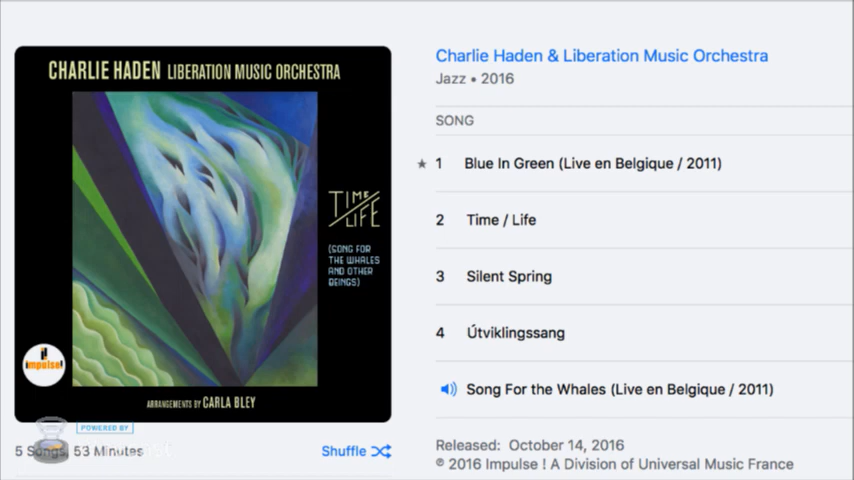 CHARLIE HADEN LIBERATION MUSIC ORCHESTRA
TIME/LIFE
(SONG FOR
THE WHALES
AND OTHER
BEINGS)
impulse!
ARRANGEMENTS BY CARLA BLEY
POWERED BY
5 Songs, 53 Minutes
Shuffle
Charlie Haden & Liberation Music Orchestra
Jazz • 2016
SONG
★ 1 Blue In Green (Live en Belgique / 2011)
2 Time / Life
3 Silent Spring
4 Útviklingssang
Song For the Whales (Live en Belgique / 2011)
Released: October 14, 2016
℗ 2016 Impulse ! A Division of Universal Music France